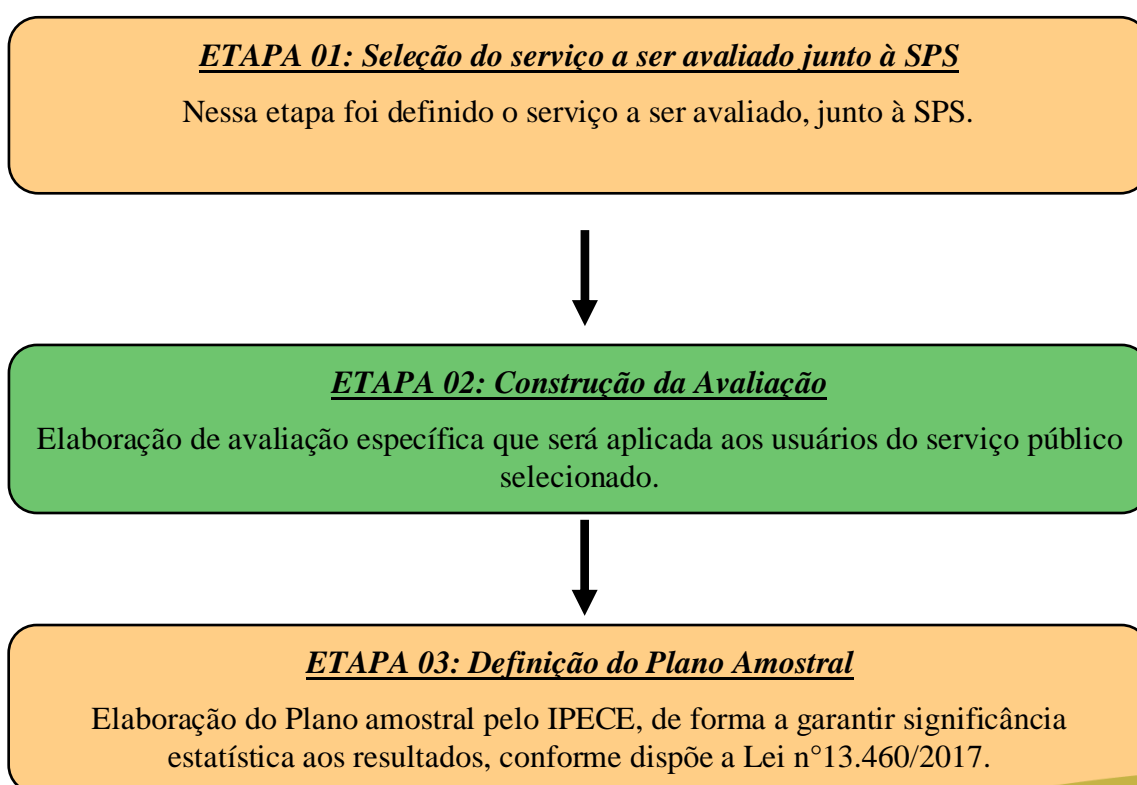 ETAPA 01: Seleção do serviço a ser avaliado junto à SPS
Nessa etapa foi definido o serviço a ser avaliado, junto à SPS.
ETAPA 02: Construção da Avaliação
Elaboração de avaliação específica que será aplicada aos usuários do serviço público
selecionado.
ETAPA 03: Definição do Plano Amostral
Elaboração do Plano amostral pelo IPECE, de forma a garantir significância
estatística aos resultados, conforme dispõe a Lei n°13.460/2017.